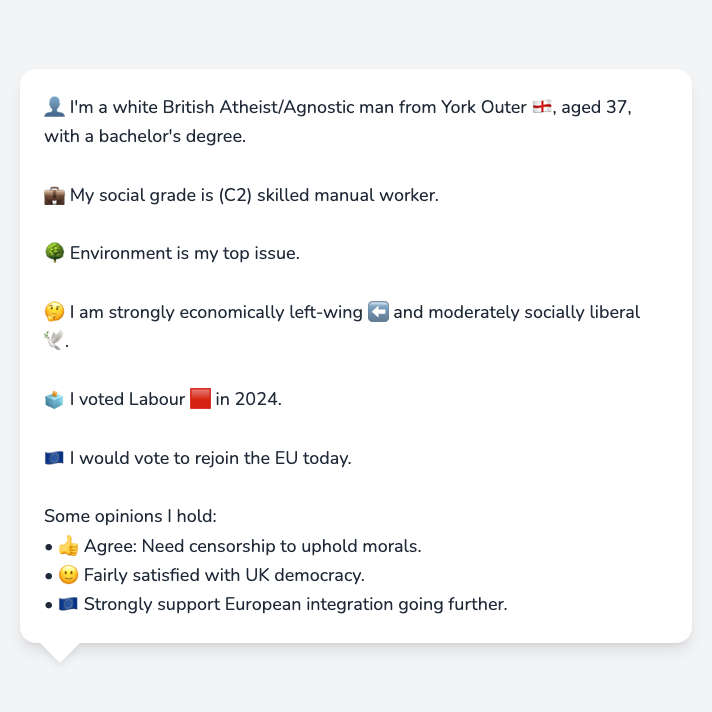 👤 I'm a white British Atheist/Agnostic man from York Outer 🏴󠁧󠁢󠁥󠁮󠁧󠁿, aged 37,
with a bachelor's degree.
💼 My social grade is (C2) skilled manual worker.
🌳 Environment is my top issue.
🤔 I am strongly economically left-wing ⬅️ and moderately socially liberal
🕊️.
🗳️ I voted Labour 🟥 in 2024.
🇪🇺 I would vote to rejoin the EU today.
Some opinions I hold:
• 👍 Agree: Need censorship to uphold morals.
• 🙂 Fairly satisfied with UK democracy.
• 🇪🇺 Strongly support European integration going further.